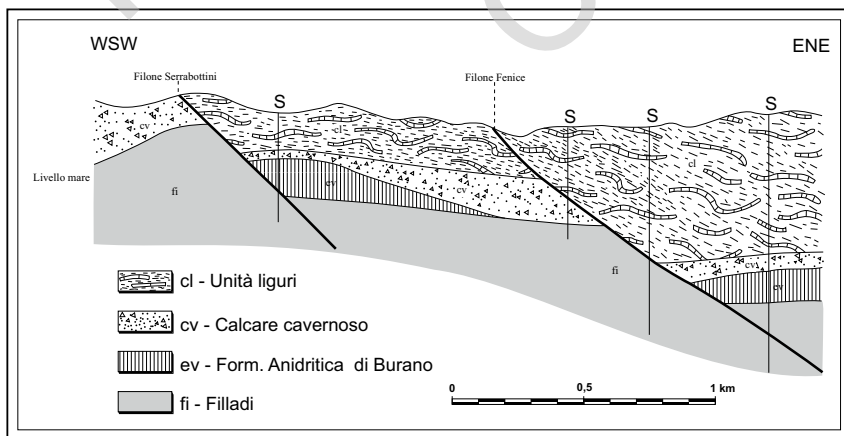 WSW
ENE
Filone Serrabottini
Filone Fenice
S
S
S
S
cv
cl
cl
Livello mare
fi
ev
cv
fi
cv
ev
cl - Unità liguri
cv - Calcare cavernoso
ev - Form. Anidritica di Burano
fi - Filladi
0
0,5
1 km